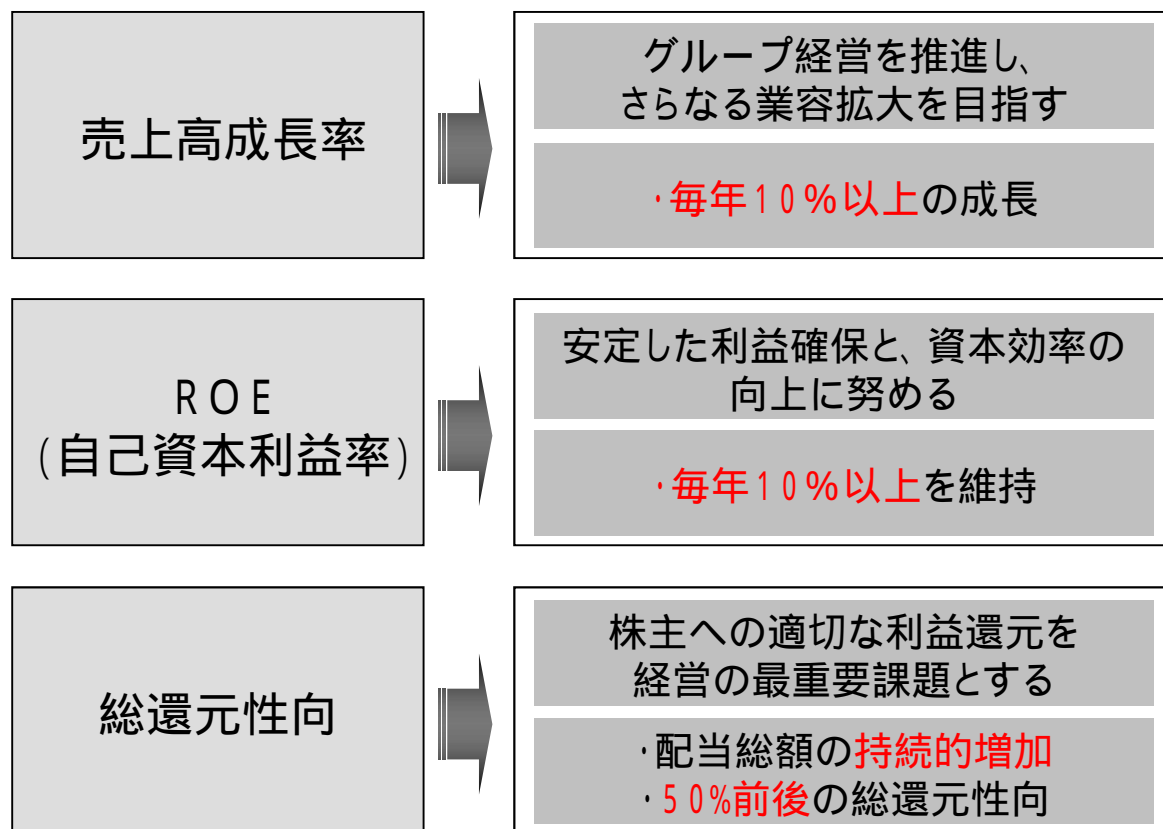 売上高成長率
グループ経営を推進し、
さらなる業容拡大を目指す
・毎年10%以上の成長
ROE
(自己資本利益率)
安定した利益確保と、資本効率の
向上に努める
・毎年10%以上を維持
総還元性向
株主への適切な利益還元を
経営の最重要課題とする
・配当総額の持続的増加
・50%前後の総還元性向